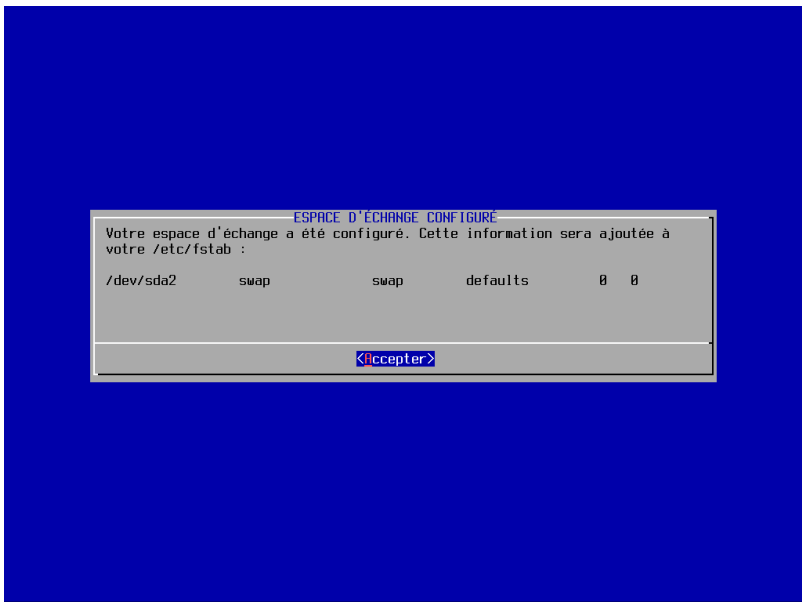 ESPACE D'ÉCHANGE CONFIGURÉ
Votre espace d'échange a été configuré. Cette information sera ajoutée à
votre /etc/fstab :
/dev/sda2 swap swap defaults 0 0
<Accepter>